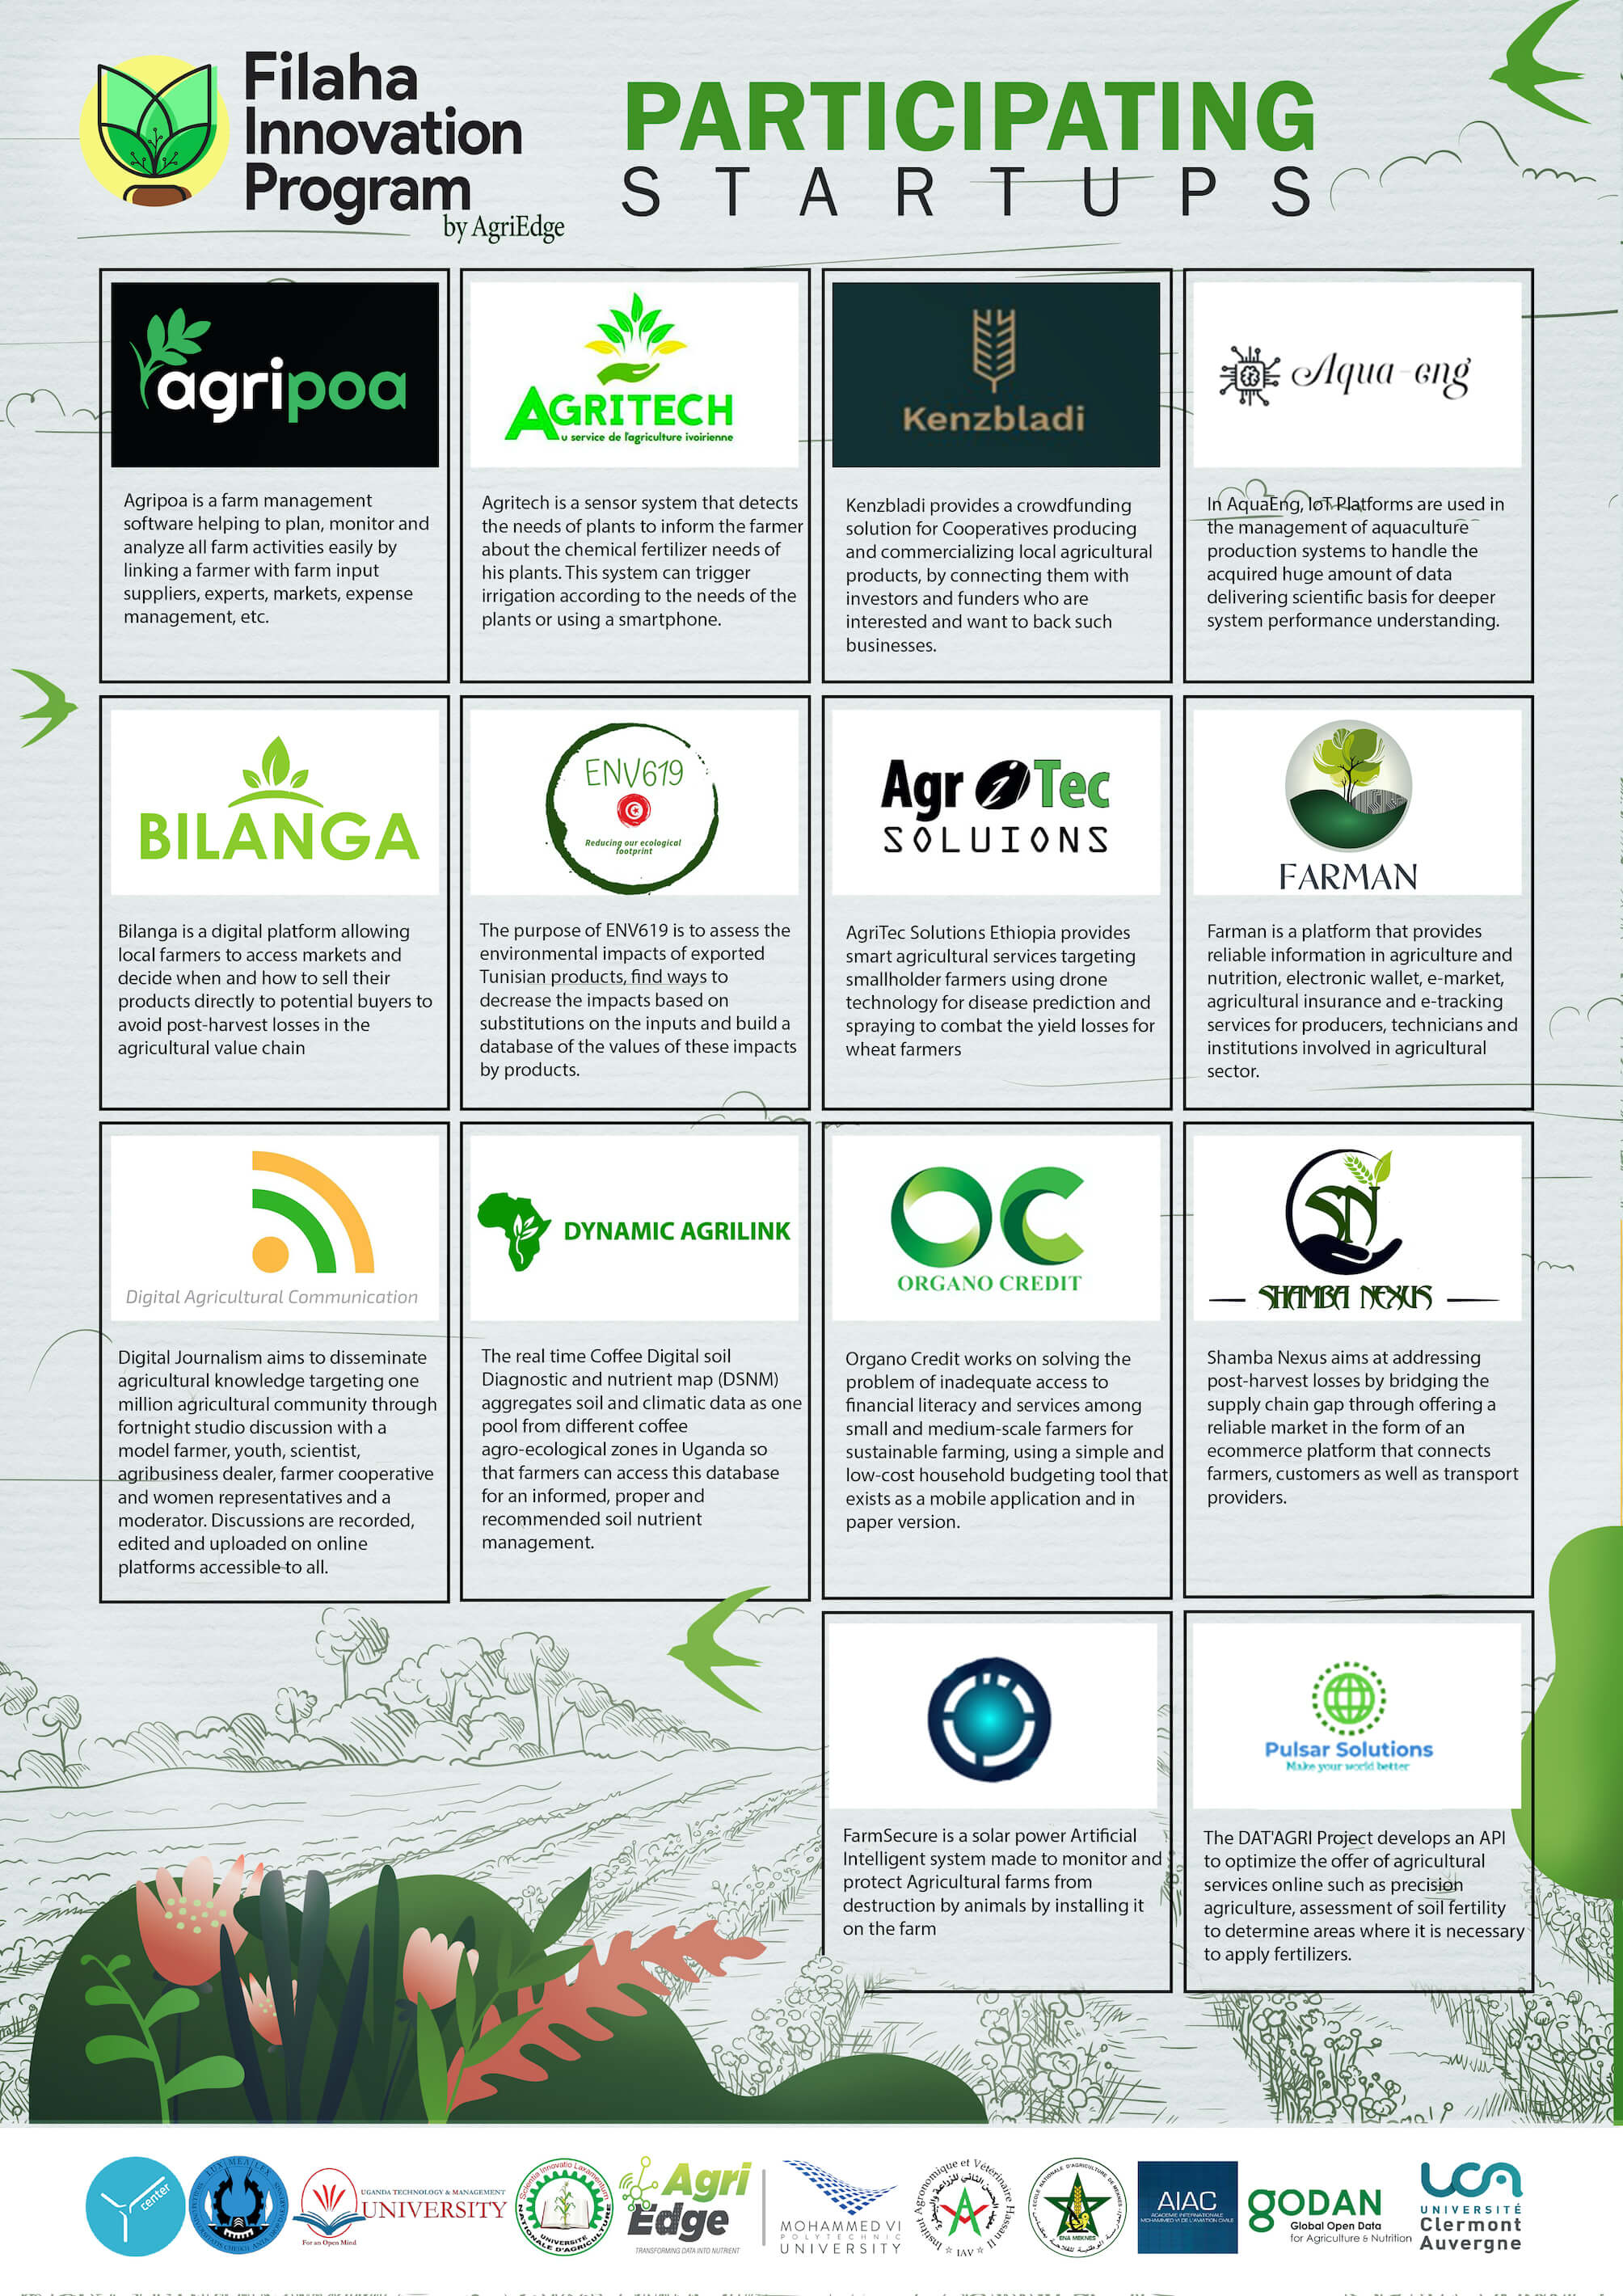 Filaha
Innovation
Program
by AgriEdge
PARTICIPATING
STARTUPS
agripoa
Agripoa is a farm management
software helping to plan, monitor and
analyze all farm activities easily by
linking a farmer with farm input
suppliers, experts, markets, expense
management, etc.
AGRITECH
u service de l'agriculture ivoirienne
Agritech is a sensor system that detects
the needs of plants to inform the farmer
about the chemical fertilizer needs of
his plants. This system can trigger
irrigation according to the needs of the
plants or using a smartphone.
Kenzbladi
Kenzbladi provides a crowdfunding
solution for Cooperatives producing
and commercializing local agricultural
products, by connecting them with
investors and funders who are
interested and want to back such
businesses.
Aqua-eng
In AquaEng, IoT Platforms are used in
the management of aquaculture
production systems to handle the
acquired huge amount of data
delivering scientific basis for deeper
system performance understanding.
BILANGA
Bilanga is a digital platform allowing
local farmers to access markets and
decide when and how to sell their
products directly to potential buyers to
avoid post-harvest losses in the
agricultural value chain
ENV619
Reducing our ecological
footprint
The purpose of ENV619 is to assess the
environmental impacts of exported
Tunisian products, find ways to
decrease the impacts based on
substitutions on the inputs and build a
database of the values of these impacts
by products.
Agr i Tec
SOLUIONS
AgriTec Solutions Ethiopia provides
smart agricultural services targeting
smallholder farmers using drone
technology for disease prediction and
spraying to combat the yield losses for
wheat farmers
FARMAN
Farman is a platform that provides
reliable information in agriculture and
nutrition, electronic wallet, e-market,
agricultural insurance and e-tracking
services for producers, technicians and
institutions involved in agricultural
sector.
Digital Agricultural Communication
Digital Journalism aims to disseminate
agricultural knowledge targeting one
million agricultural community through
fortnight studio discussion with a
model farmer, youth, scientist,
agribusiness dealer, farmer cooperative
and women representatives and a
moderator. Discussions are recorded,
edited and uploaded on online
platforms accessible to all.
DYNAMIC AGRILINK
The real time Coffee Digital soil
Diagnostic and nutrient map (DSNM)
aggregates soil and climatic data as one
pool from different coffee
agro-ecological zones in Uganda so
that farmers can access this database
for an informed, proper and
recommended soil nutrient
management.
OC
ORGANO CREDIT
Organo Credit works on solving the
problem of inadequate access to
financial literacy and services among
small and medium-scale farmers for
sustainable farming, using a simple and
low-cost household budgeting tool that
exists as a mobile application and in
paper version.
SN
SHAMBA NEXUS
Shamba Nexus aims at addressing
post-harvest losses by bridging the
supply chain gap through offering a
reliable market in the form of an
ecommerce platform that connects
farmers, customers as well as transport
providers.
FarmSecure is a solar power Artificial
Intelligent system made to monitor and
protect Agricultural farms from
destruction by animals by installing it
on the farm
Pulsar Solutions
Make your world better
The DAT'AGRI Project develops an API
to optimize the offer of agricultural
services online such as precision
agriculture, assessment of soil fertility
to determine areas where it is necessary
to apply fertilizers.
center
LUX MEA LEX
UGANDA TECHNOLOGY & MANAGEMENT
UNIVERSITY
For an Open Mind
Scientia Innovatio
UNIVERSITE
NATIONALE D'AGRICULTURE
Agri
Edge
TRANSFORMING DATA INTO NUTRIENT
MOHAMMED VI
POLYTECHNIC
UNIVERSITY
Institut Agronomique et Vétérinaire Hassan II
IAV
ECOLE NATIONALE D'AGRICULTURE DE MEKNES
ENA MEKNES
AIAC
ACADEMIE INTERNATIONALE
MOHAMMED VI DE L'AVIATION CIVILE
GODAN
Global Open Data
for Agriculture & Nutrition
UCA
UNIVERSITÉ
Clermont
Auvergne